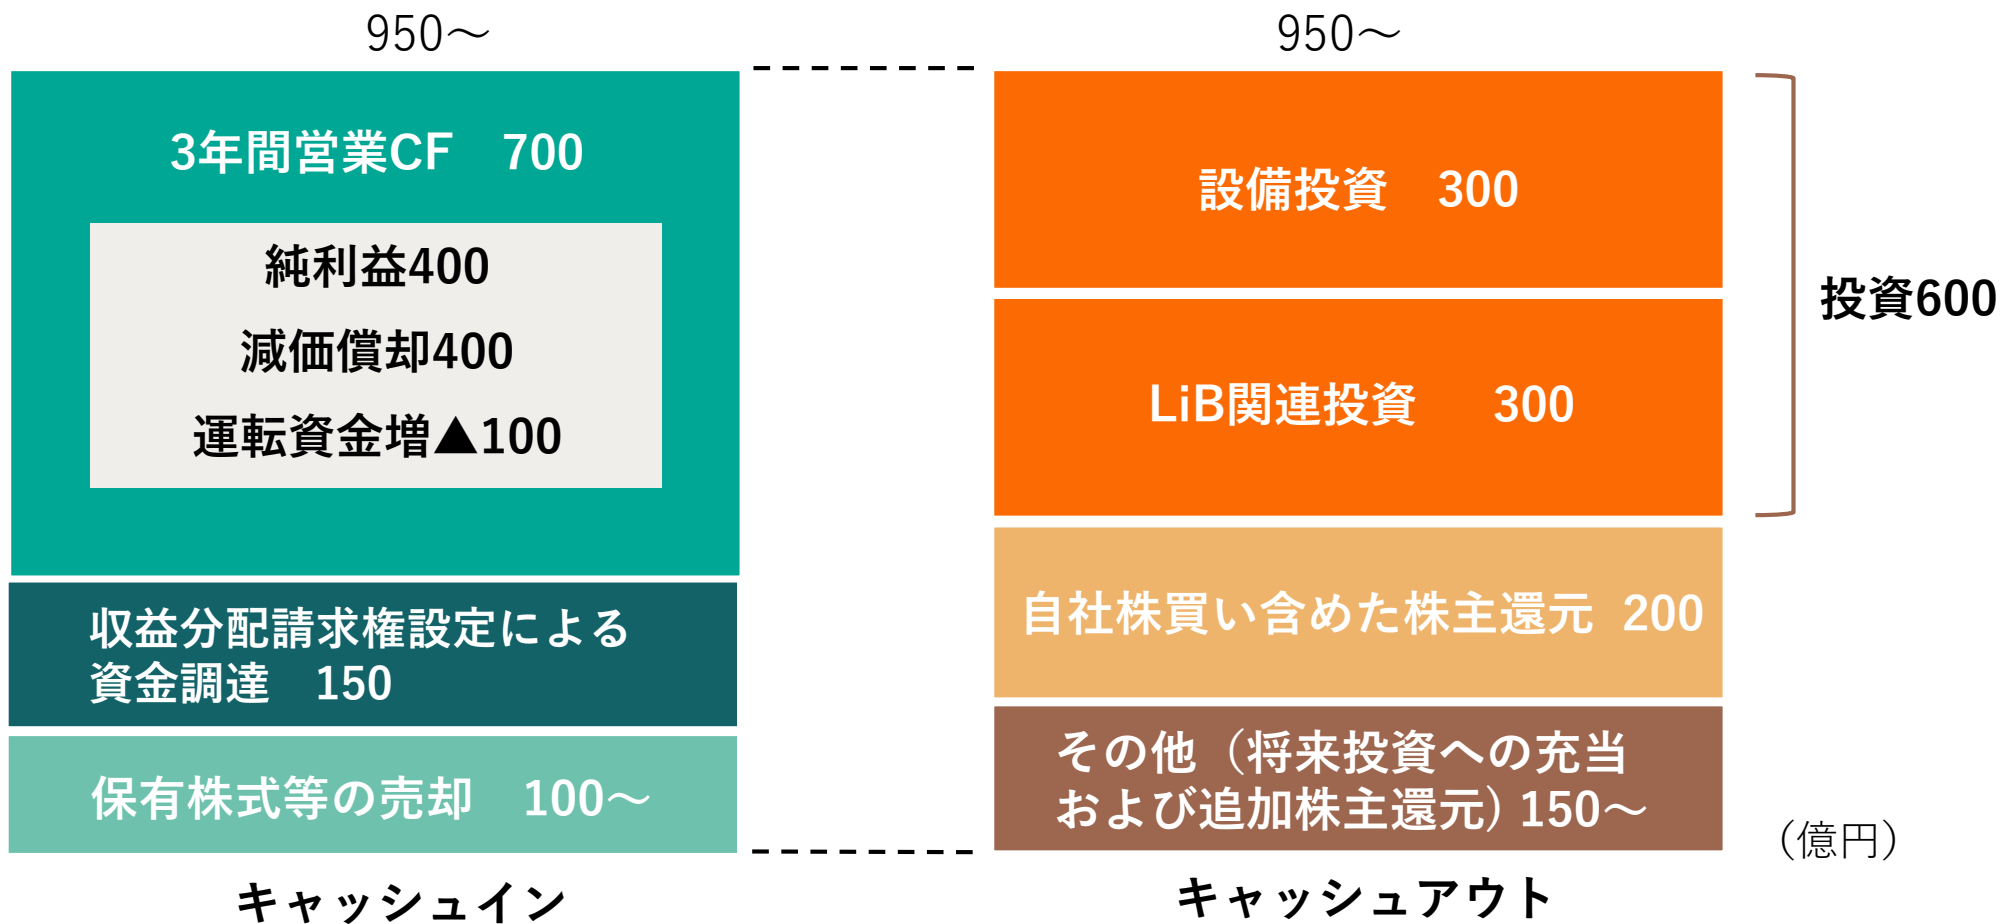 950～
3年間営業CF　700
純利益400
減価償却400
運転資金増▲100
収益分配請求権設定による
資金調達　150
保有株式等の売却　100～
キャッシュイン
950～
設備投資　300
LiB関連投資　300
投資600
自社株買い含めた株主還元 200
その他（将来投資への充当
および追加株主還元）150～
キャッシュアウト
（億円）